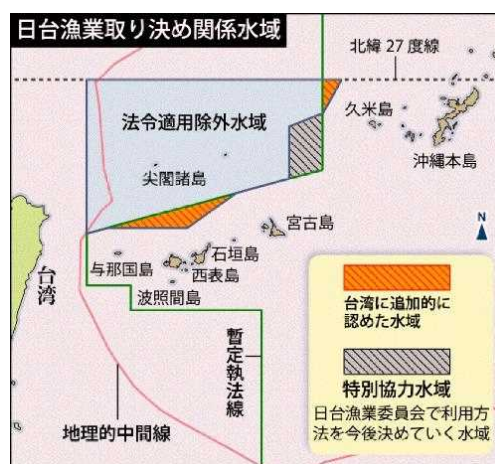 日台漁業取り決め関係水域
北緯27度線
法令適用除外水域
久米島
沖縄本島
尖閣諸島
宮古島
N
石垣島
与那国島
西表島
台湾
波照間島
台湾に追加的に
認めた水域
暫定執法線
特別協力水域
日台漁業委員会で利用方
法を今後決めていく水域
地理的中間線